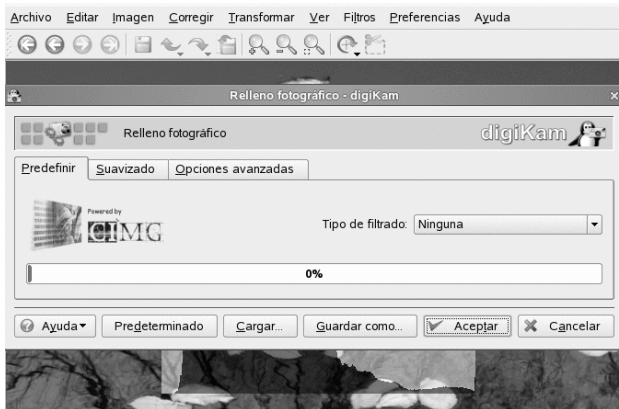 Archivo Editar Imagen Corregir Transformar Ver Filtros Preferencias Ayuda
Relleno fotográfico - digiKam
Relleno fotográfico
digiKam
Predefinir Suavizado Opciones avanzadas
Powered by
CIMG
Tipo de filtrado: Ninguna
0%
Ayuda Predeterminado Cargar... Guardar como... Aceptar Cancelar